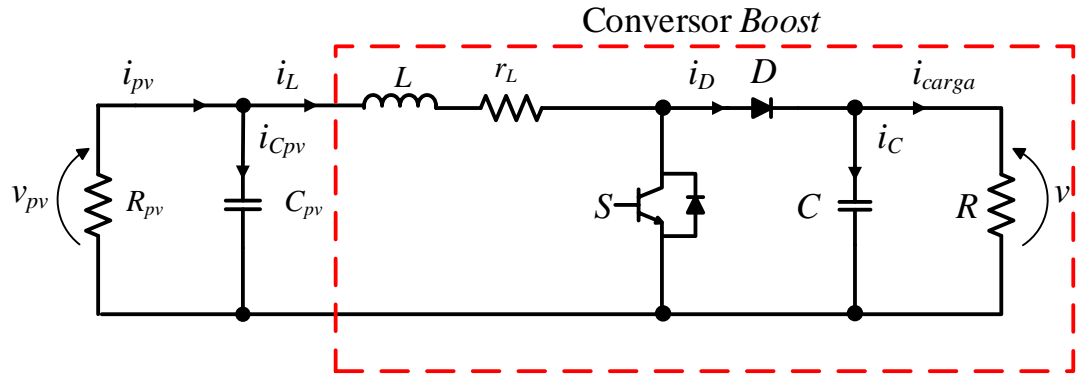 Conversor Boost
i_pv i_L L r_L i_D D i_carga
i_Cpv i_C
v_pv R_pv C_pv S C R v